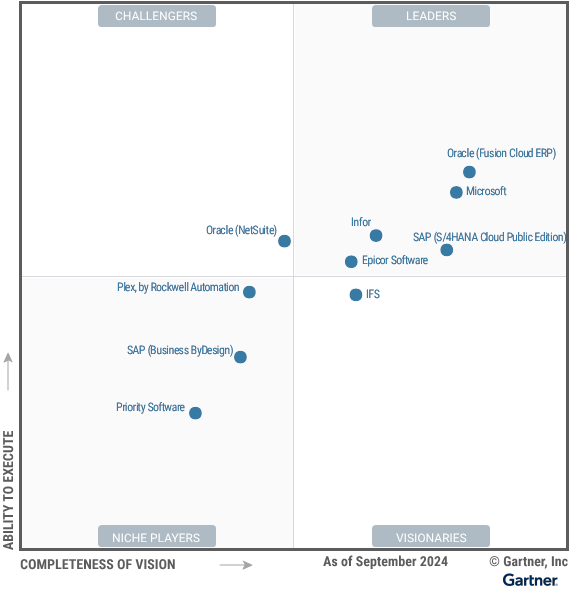 CHALLENGERS
LEADERS
Oracle (Fusion Cloud ERP)
Microsoft
Infor
Oracle (NetSuite)
SAP (S/4HANA Cloud Public Edition)
Epicor Software
Plex, by Rockwell Automation
IFS
SAP (Business ByDesign)
Priority Software
ABILITY TO EXECUTE
NICHE PLAYERS
VISIONARIES
COMPLETENESS OF VISION
As of September 2024
© Gartner, Inc
Gartner